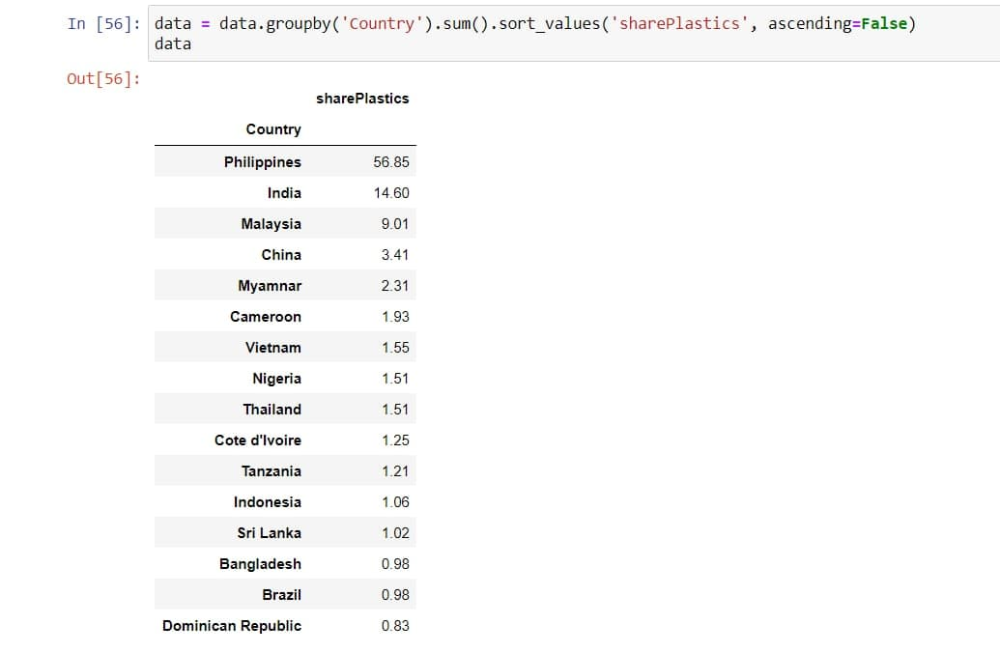 In [56]: data = data.groupby('Country').sum().sort_values('sharePlastics', ascending=False)
data
Out[56]:
sharePlastics
Country
Philippines 56.85
India 14.60
Malaysia 9.01
China 3.41
Myamnar 2.31
Cameroon 1.93
Vietnam 1.55
Nigeria 1.51
Thailand 1.51
Cote d'Ivoire 1.25
Tanzania 1.21
Indonesia 1.06
Sri Lanka 1.02
Bangladesh 0.98
Brazil 0.98
Dominican Republic 0.83